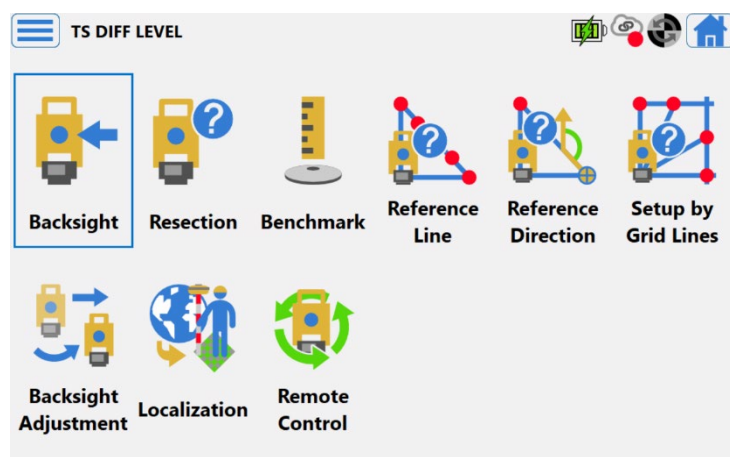 TS DIFF LEVEL
Backsight
Resection
Benchmark
Reference
Line
Reference
Direction
Setup by
Grid Lines
Backsight
Adjustment
Localization
Remote
Control